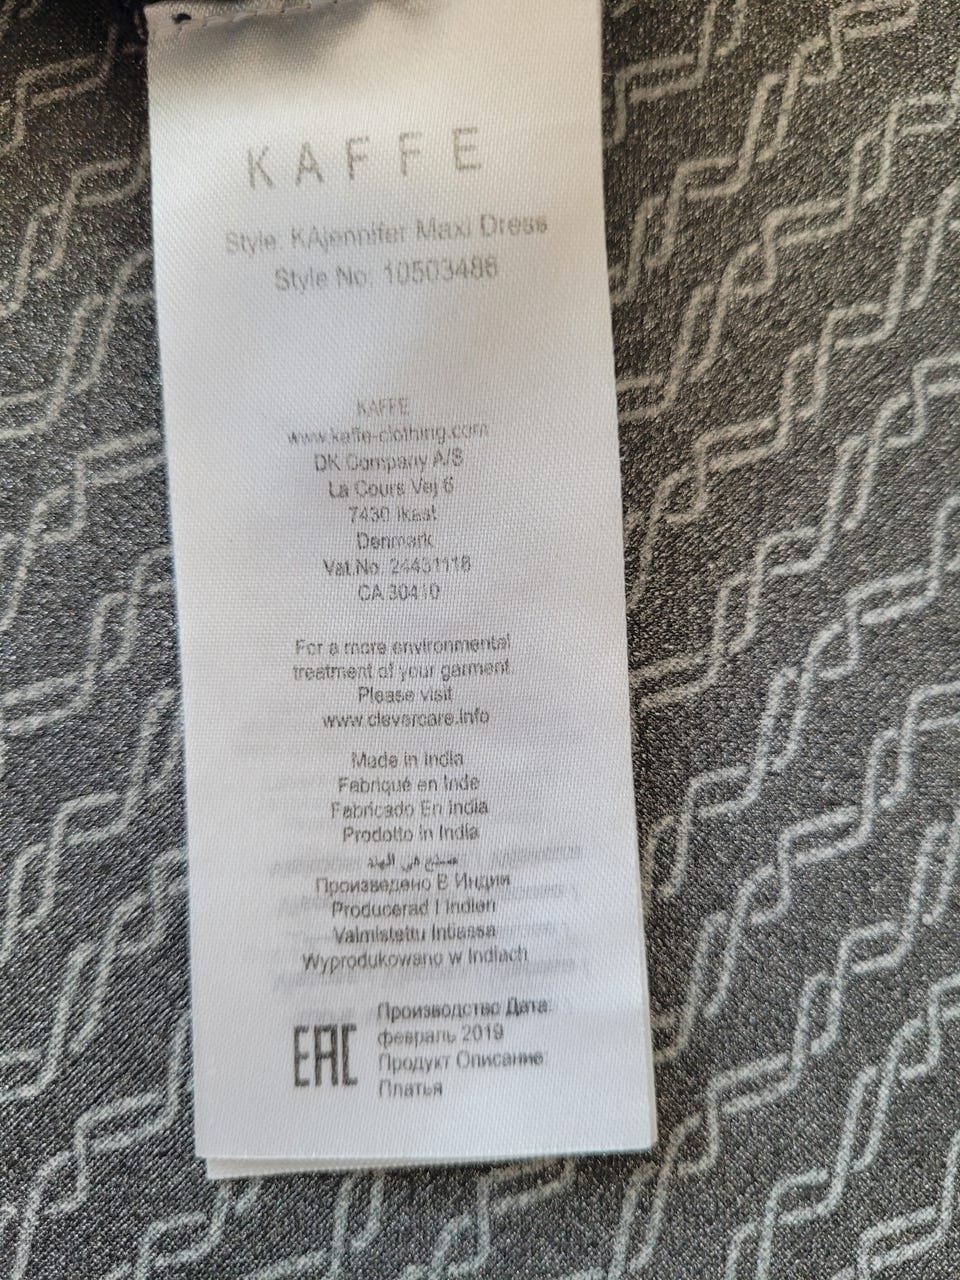 KAFFE
Style: KAjennifer Maxi Dress
Style No: 10503486
KAFFE
www.kaffe-clothing.com
DK Company A/S
La Cours Vej 6
7430 Ikast
Denmark
Vat.No. 24431118
CA 30410
For a more environmental
treatment of your garment.
Please visit
www.clevercare.info
Made in India
Fabriqué en Inde
Fabricado En India
Prodotto in India
صنع في الهند
Произведено В Индии
Producerad I Indien
Valmistettu Intiassa
Wyprodukowano w Indiach
EAC
Производство Дата:
февраль 2019
Продукт Описание:
Платья